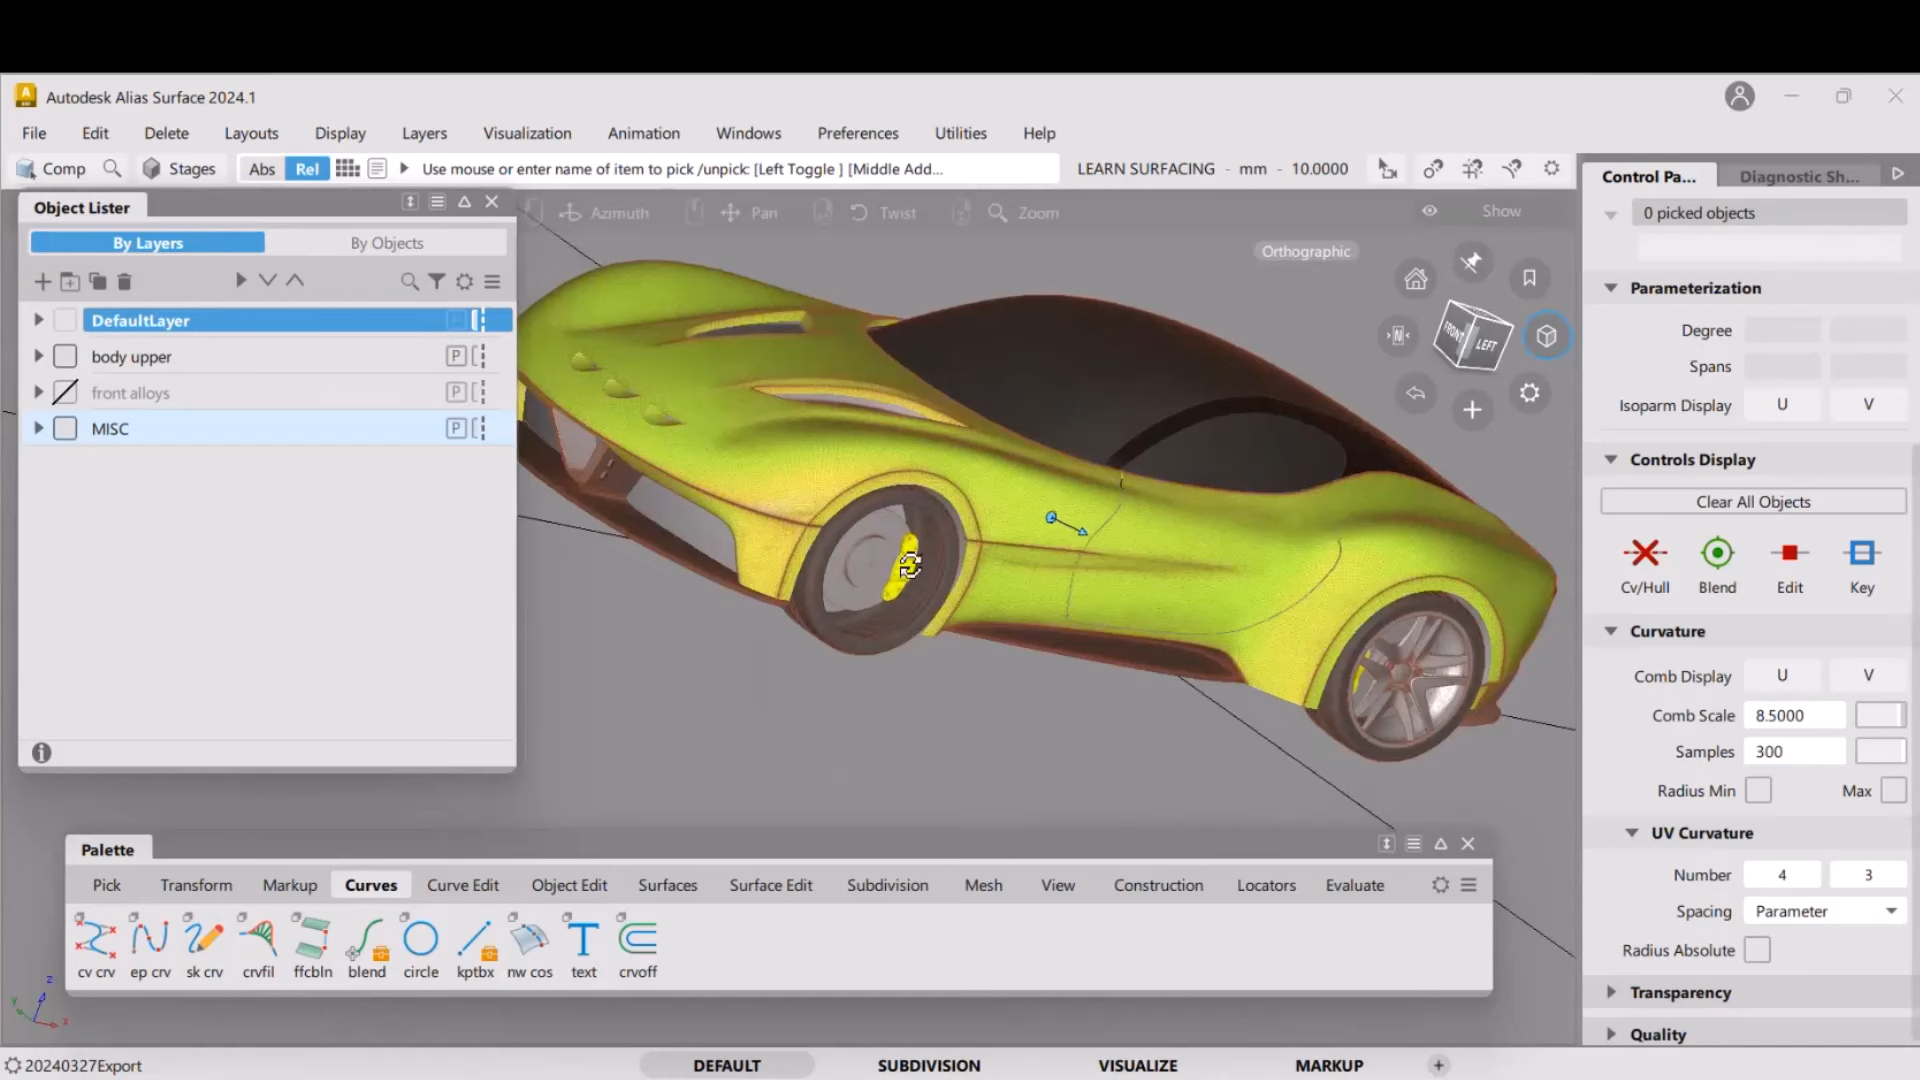 Autodesk Alias Surface 2024.1
File Edit Delete Layouts Display Layers Visualization Animation Windows Preferences Utilities Help
Comp Stages Abs Rel Use mouse or enter name of item to pick /unpick: [Left Toggle ] [Middle Add... LEARN SURFACING - mm - 10.0000
Control Pa... Diagnostic Sh...
Object Lister
Azimuth Pan Twist Zoom Show
0 picked objects
By Layers By Objects
Orthographic
Parameterization
DefaultLayer P
body upper P
front alloys P
MISC P
N FRONT LEFT
Degree
Spans
Isoparm Display U V
Controls Display
Clear All Objects
Cv/Hull Blend Edit Key
Curvature
Comb Display U V
Comb Scale 8.5000
Samples 300
Radius Min Max
UV Curvature
Number 4 3
Spacing Parameter
Radius Absolute
Transparency
Quality
Palette
Pick Transform Markup Curves Curve Edit Object Edit Surfaces Surface Edit Subdivision Mesh View Construction Locators Evaluate
cv crv ep crv sk crv crvfil ffcbln blend circle kptbx nw cos text crvoff
z
y
x
20240327Export DEFAULT SUBDIVISION VISUALIZE MARKUP